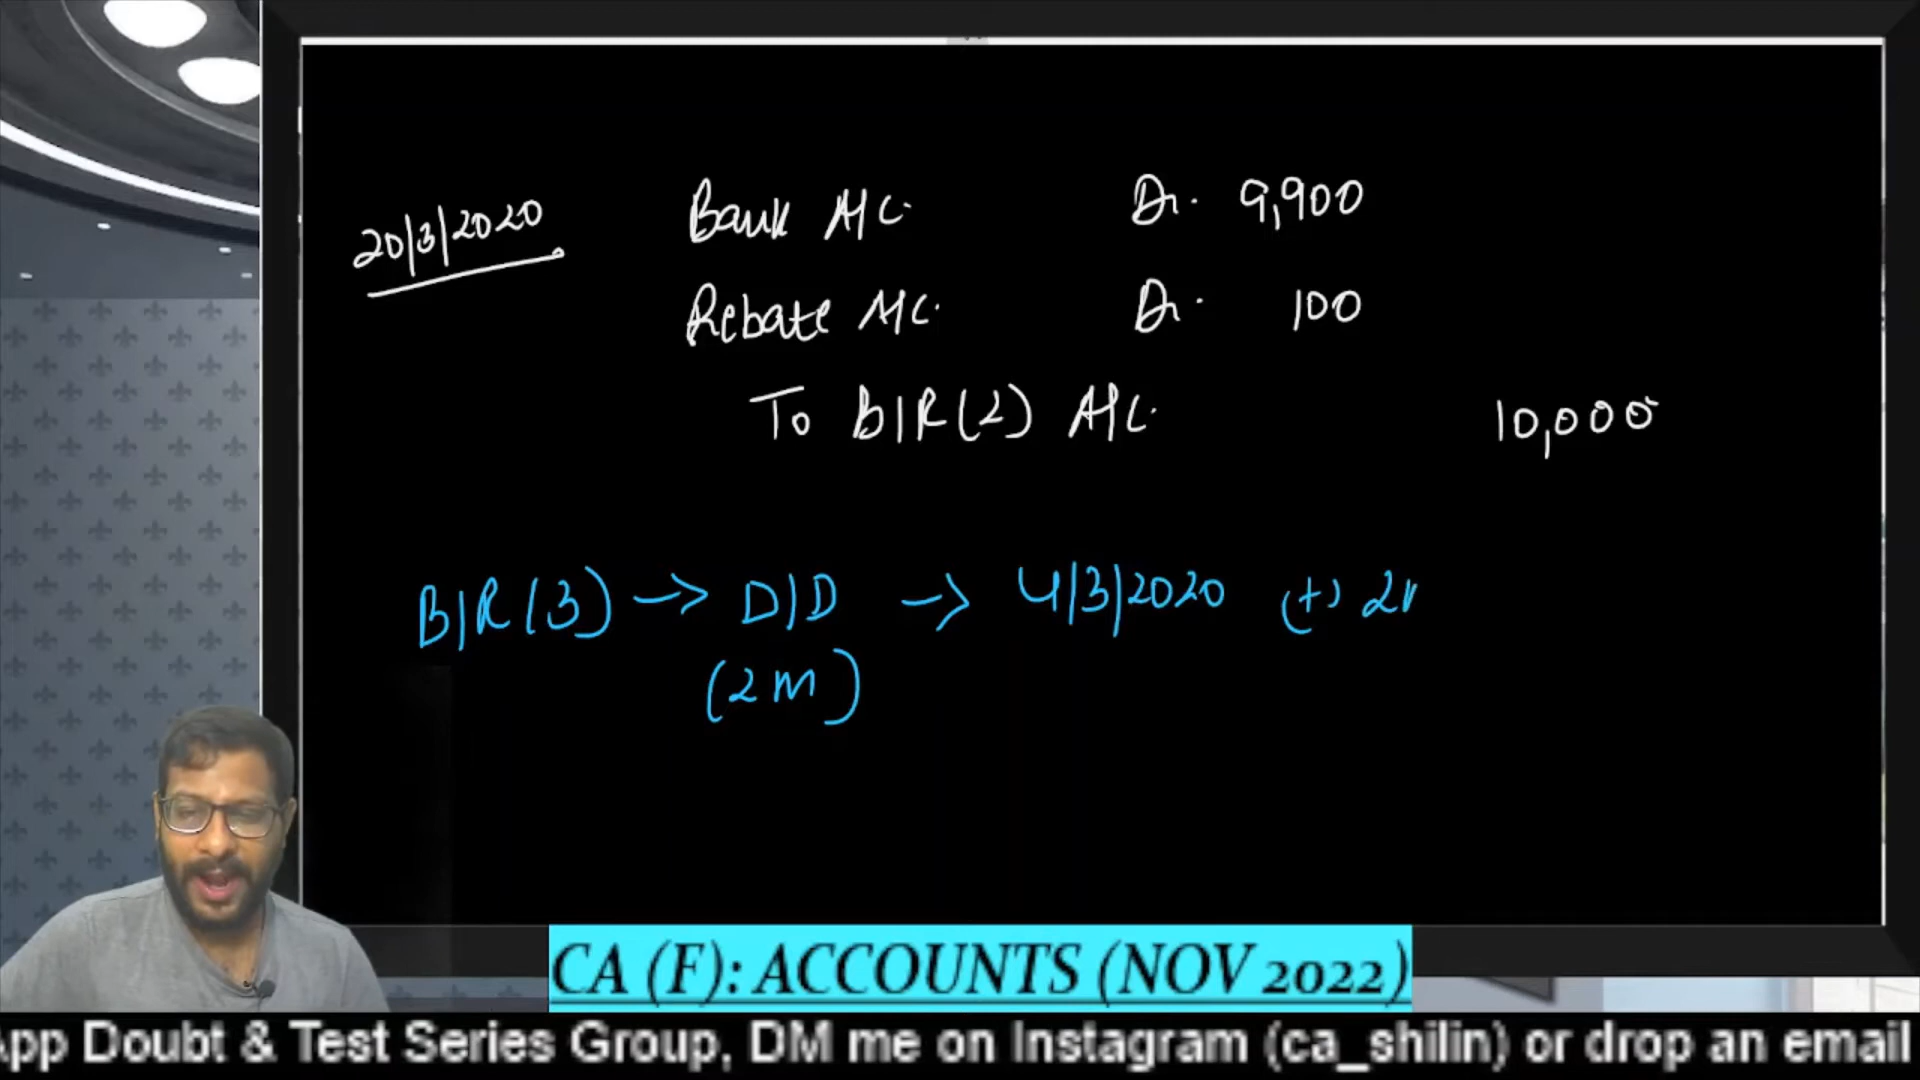 20/3/2020 Bank A/c. Dr. 9,900
Rebate A/c. Dr. 100
To B/R(2) A/c. 10,000
B/R(3) -> D/D -> 4/3/2020 (+) 2
(2m)
CA (F): ACCOUNTS (NOV 2022)
App Doubt & Test Series Group, DM me on Instagram (ca_shilin) or drop an email